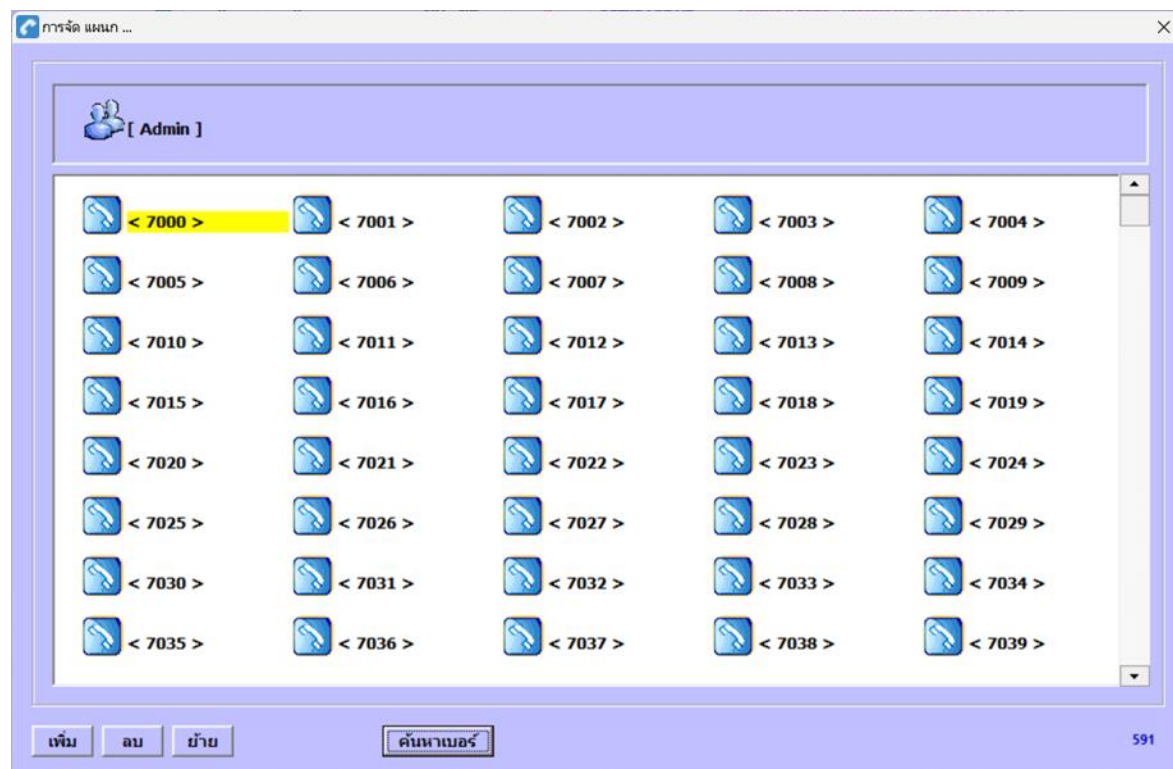 การจัด แผนก ...
[ Admin ]
< 7000 > < 7001 > < 7002 > < 7003 > < 7004 >
< 7005 > < 7006 > < 7007 > < 7008 > < 7009 >
< 7010 > < 7011 > < 7012 > < 7013 > < 7014 >
< 7015 > < 7016 > < 7017 > < 7018 > < 7019 >
< 7020 > < 7021 > < 7022 > < 7023 > < 7024 >
< 7025 > < 7026 > < 7027 > < 7028 > < 7029 >
< 7030 > < 7031 > < 7032 > < 7033 > < 7034 >
< 7035 > < 7036 > < 7037 > < 7038 > < 7039 >
เพิ่ม ลบ ย้าย ค้นหาเบอร์ 591